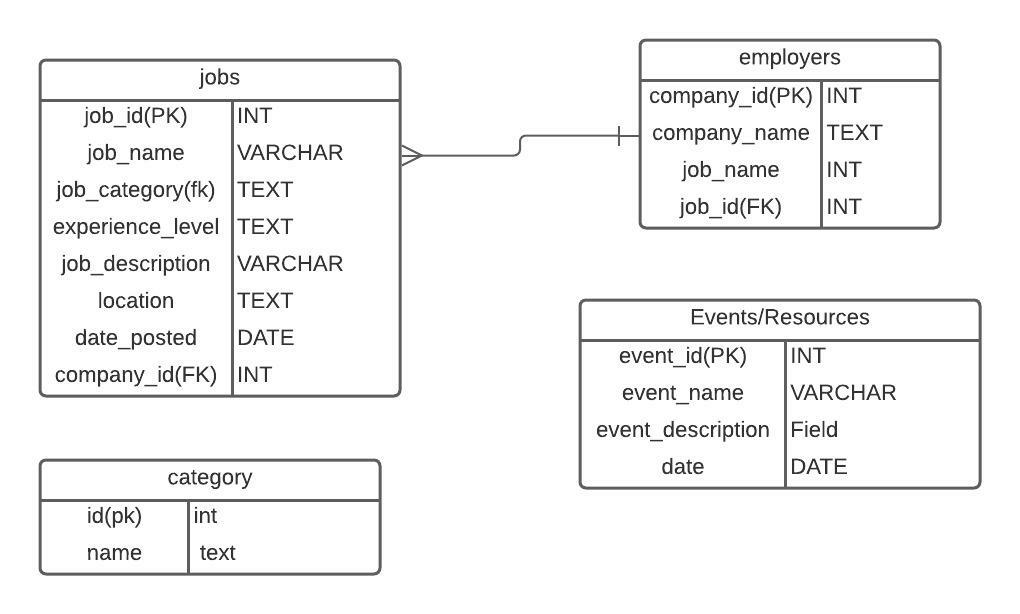 jobs
job_id(PK) INT
job_name VARCHAR
job_category(fk) TEXT
experience_level TEXT
job_description VARCHAR
location TEXT
date_posted DATE
company_id(FK) INT
employers
company_id(PK) INT
company_name TEXT
job_name INT
job_id(FK) INT
Events/Resources
event_id(PK) INT
event_name VARCHAR
event_description Field
date DATE
category
id(pk) int
name text